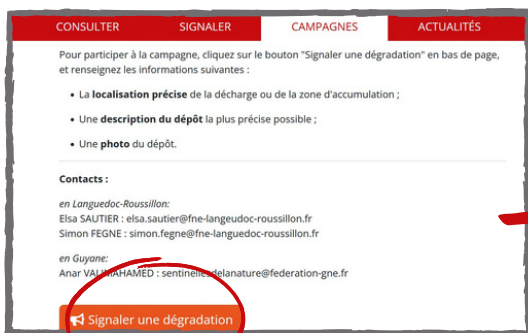 CONSULTER SIGNALER CAMPAGNES ACTUALITÉS
Pour participer à la campagne, cliquez sur le bouton "Signaler une dégradation" en bas de page,
et renseignez les informations suivantes :
• La localisation précise de la décharge ou de la zone d'accumulation ;
• Une description du dépôt la plus précise possible ;
• Une photo du dépôt.
Contacts :
en Languedoc-Roussillon:
Elsa SAUTIER : elsa.sautier@fne-langeudoc-roussillon.fr
Simon FEGNE : simon.fegne@fne-languedoc-roussillon.fr
en Guyane:
Anar VALIMAHAMED : sentinellesdelanature@federation-gne.fr
Signaler une dégradation